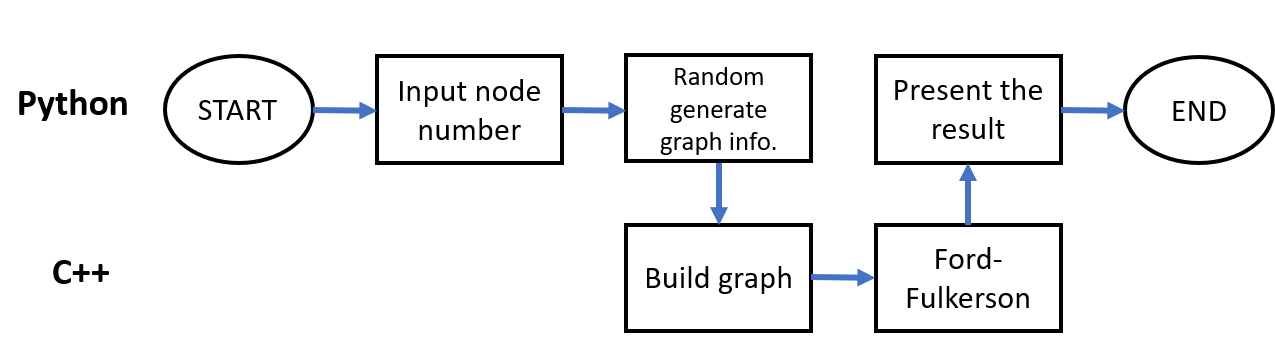 Python
START
Input node
number
Random
generate
graph info.
Present the
result
END
C++
Build graph
Ford-
Fulkerson